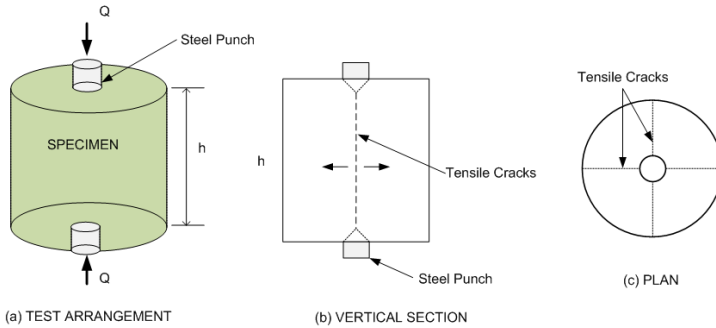 Q
Steel Punch
SPECIMEN
h
Q
(a) TEST ARRANGEMENT
h
Tensile Cracks
Steel Punch
(b) VERTICAL SECTION
Tensile Cracks
(c) PLAN